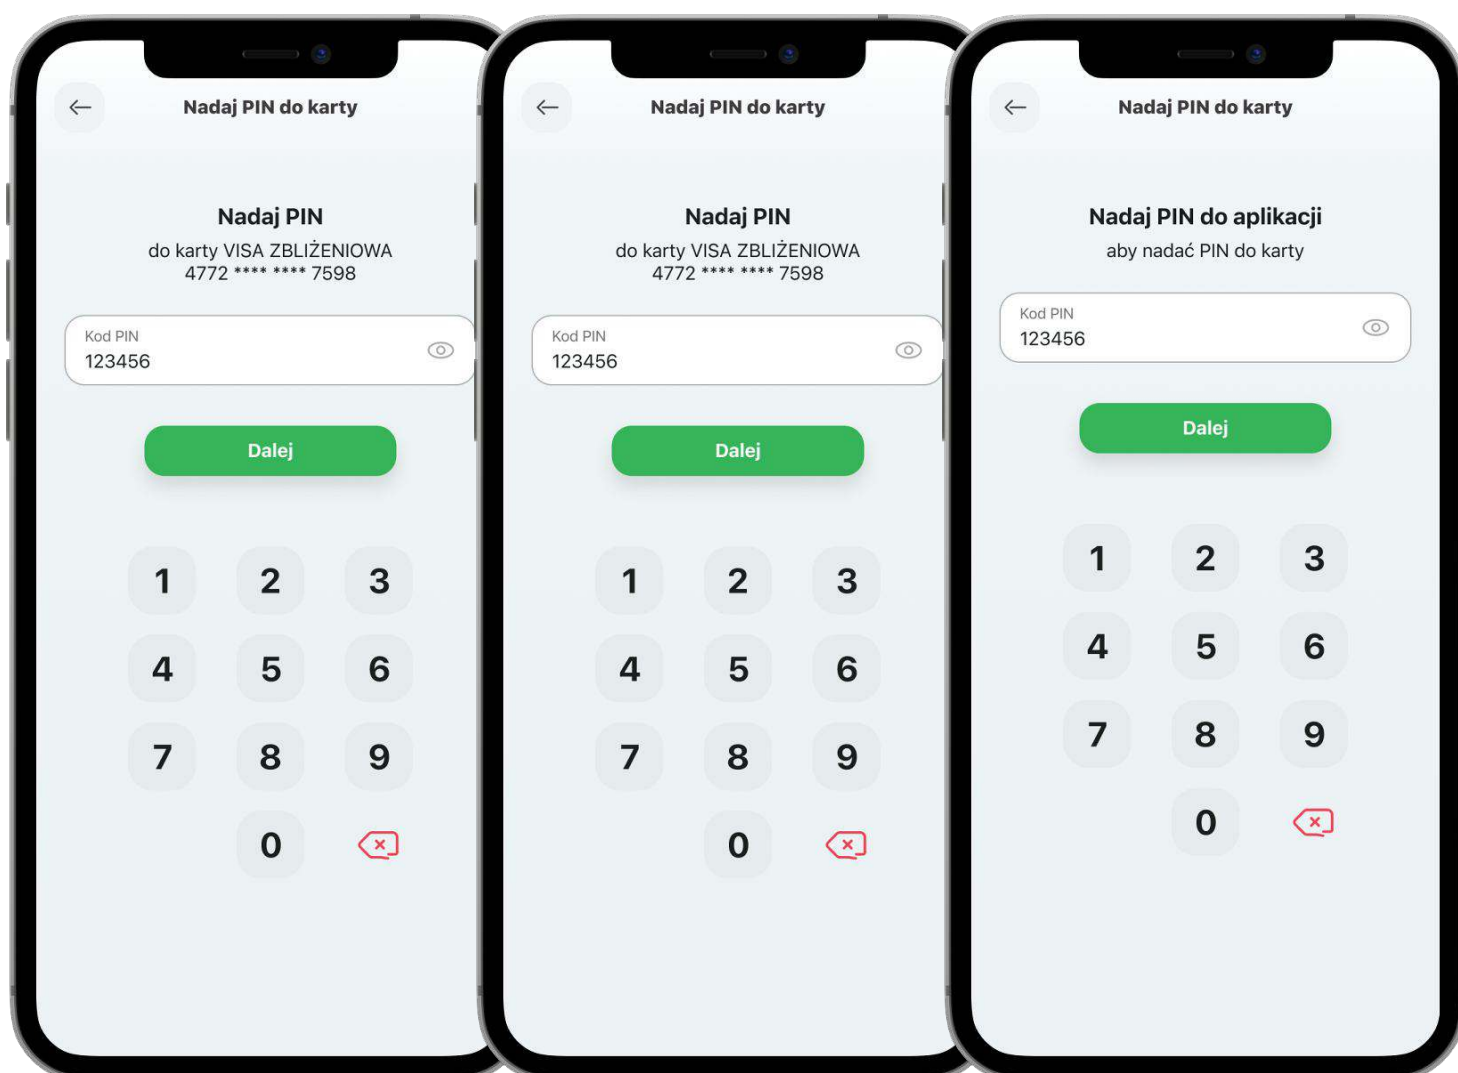 Nadaj PIN do karty
Nadaj PIN
do karty VISA ZBLIŻENIOWA
4772 **** **** 7598
Kod PIN
123456
Dalej
1 2 3
4 5 6
7 8 9
0
Nadaj PIN do karty
Nadaj PIN
do karty VISA ZBLIŻENIOWA
4772 **** **** 7598
Kod PIN
123456
Dalej
1 2 3
4 5 6
7 8 9
0
Nadaj PIN do karty
Nadaj PIN do aplikacji
aby nadać PIN do karty
Kod PIN
123456
Dalej
1 2 3
4 5 6
7 8 9
0